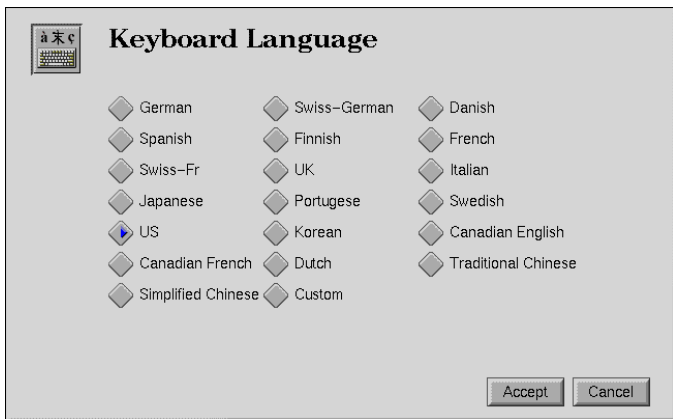 à 末 ç
Keyboard Language
German Swiss-German Danish
Spanish Finnish French
Swiss-Fr UK Italian
Japanese Portugese Swedish
US Korean Canadian English
Canadian French Dutch Traditional Chinese
Simplified Chinese Custom
Accept Cancel